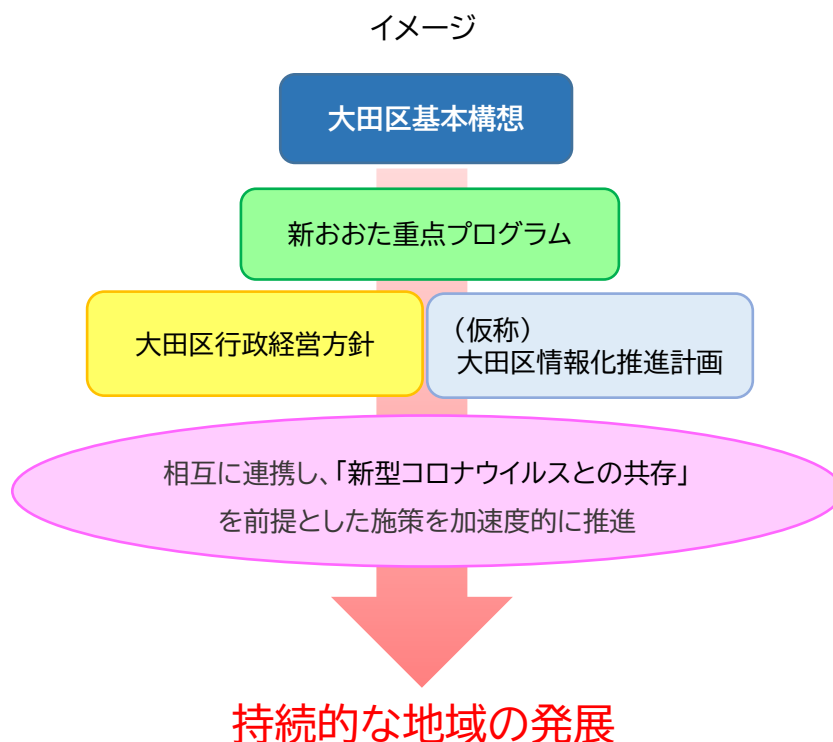 イメージ
大田区基本構想
新おおた重点プログラム
大田区行政経営方針
（仮称）
大田区情報化推進計画
相互に連携し、「新型コロナウイルスとの共存」
を前提とした施策を加速度的に推進
持続的な地域の発展